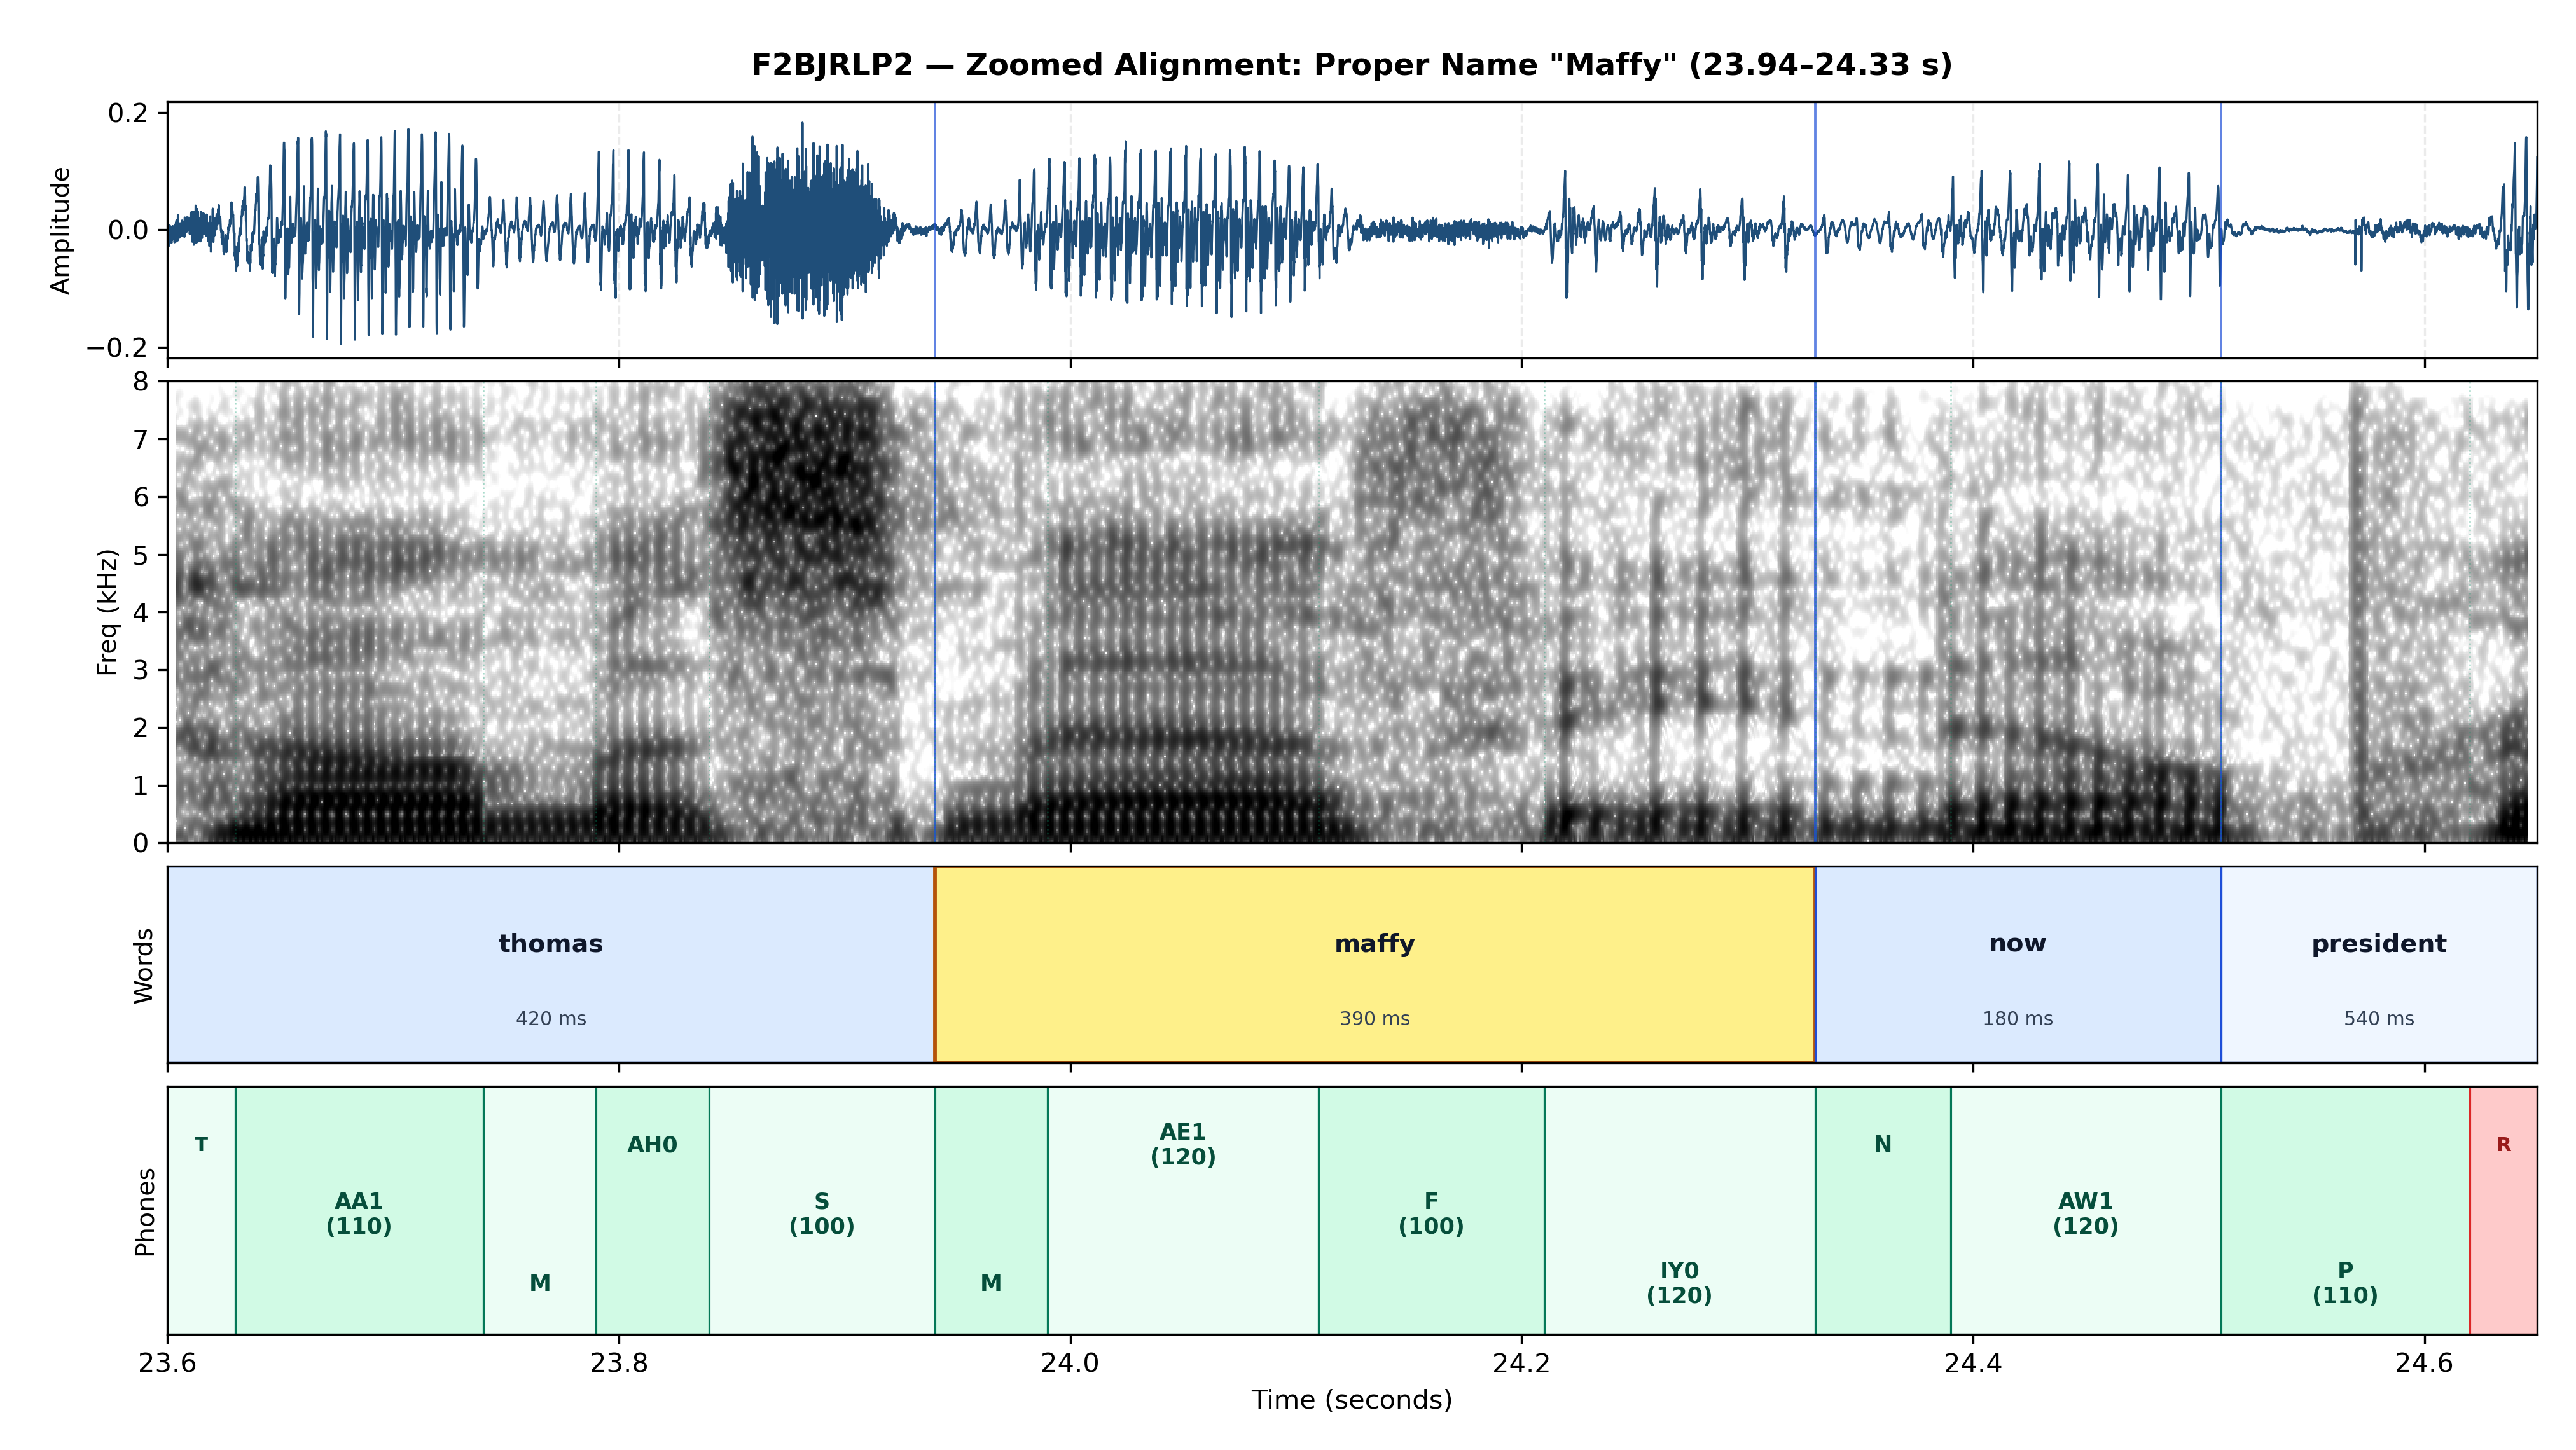 F2BJRLP2 — Zoomed Alignment: Proper Name "Maffy" (23.94–24.33 s)
Amplitude
0.2
0.0
−0.2
Freq (kHz)
8
7
6
5
4
3
2
1
0
Words
thomas
420 ms
maffy
390 ms
now
180 ms
president
540 ms
Phones
T
AA1
(110)
M
AH0
S
(100)
M
AE1
(120)
F
(100)
IY0
(120)
N
AW1
(120)
P
(110)
R
23.6
23.8
24.0
24.2
24.4
24.6
Time (seconds)